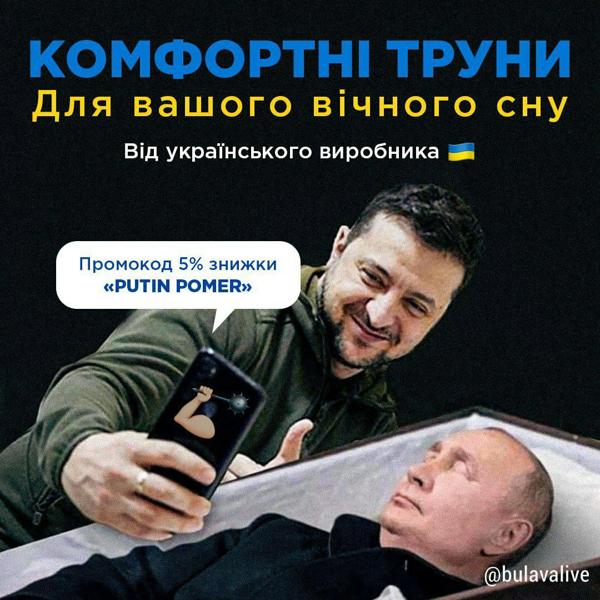 КОМФОРТНІ ТРУНИ
Для вашого вічного сну
Від українського виробника 🇺🇦
Промокод 5% знижки
«PUTIN POMER»
@bulavalive